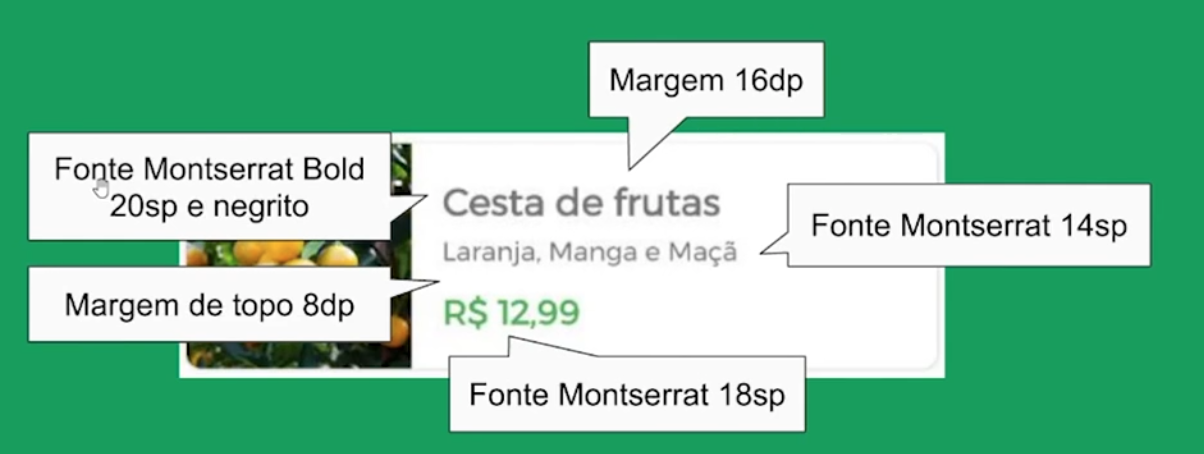 Margem 16dp
Fonte Montserrat Bold
20sp e negrito
Cesta de frutas
Fonte Montserrat 14sp
Laranja, Manga e Maçã
Margem de topo 8dp
R$ 12,99
Fonte Montserrat 18sp